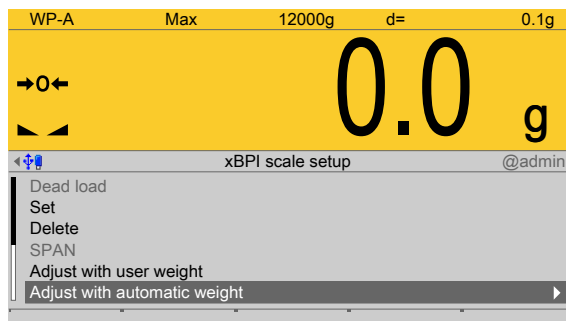 WP-A Max 12000g d= 0.1g
→0←
0.0 g
xBPI scale setup @admin
Dead load
Set
Delete
SPAN
Adjust with user weight
Adjust with automatic weight